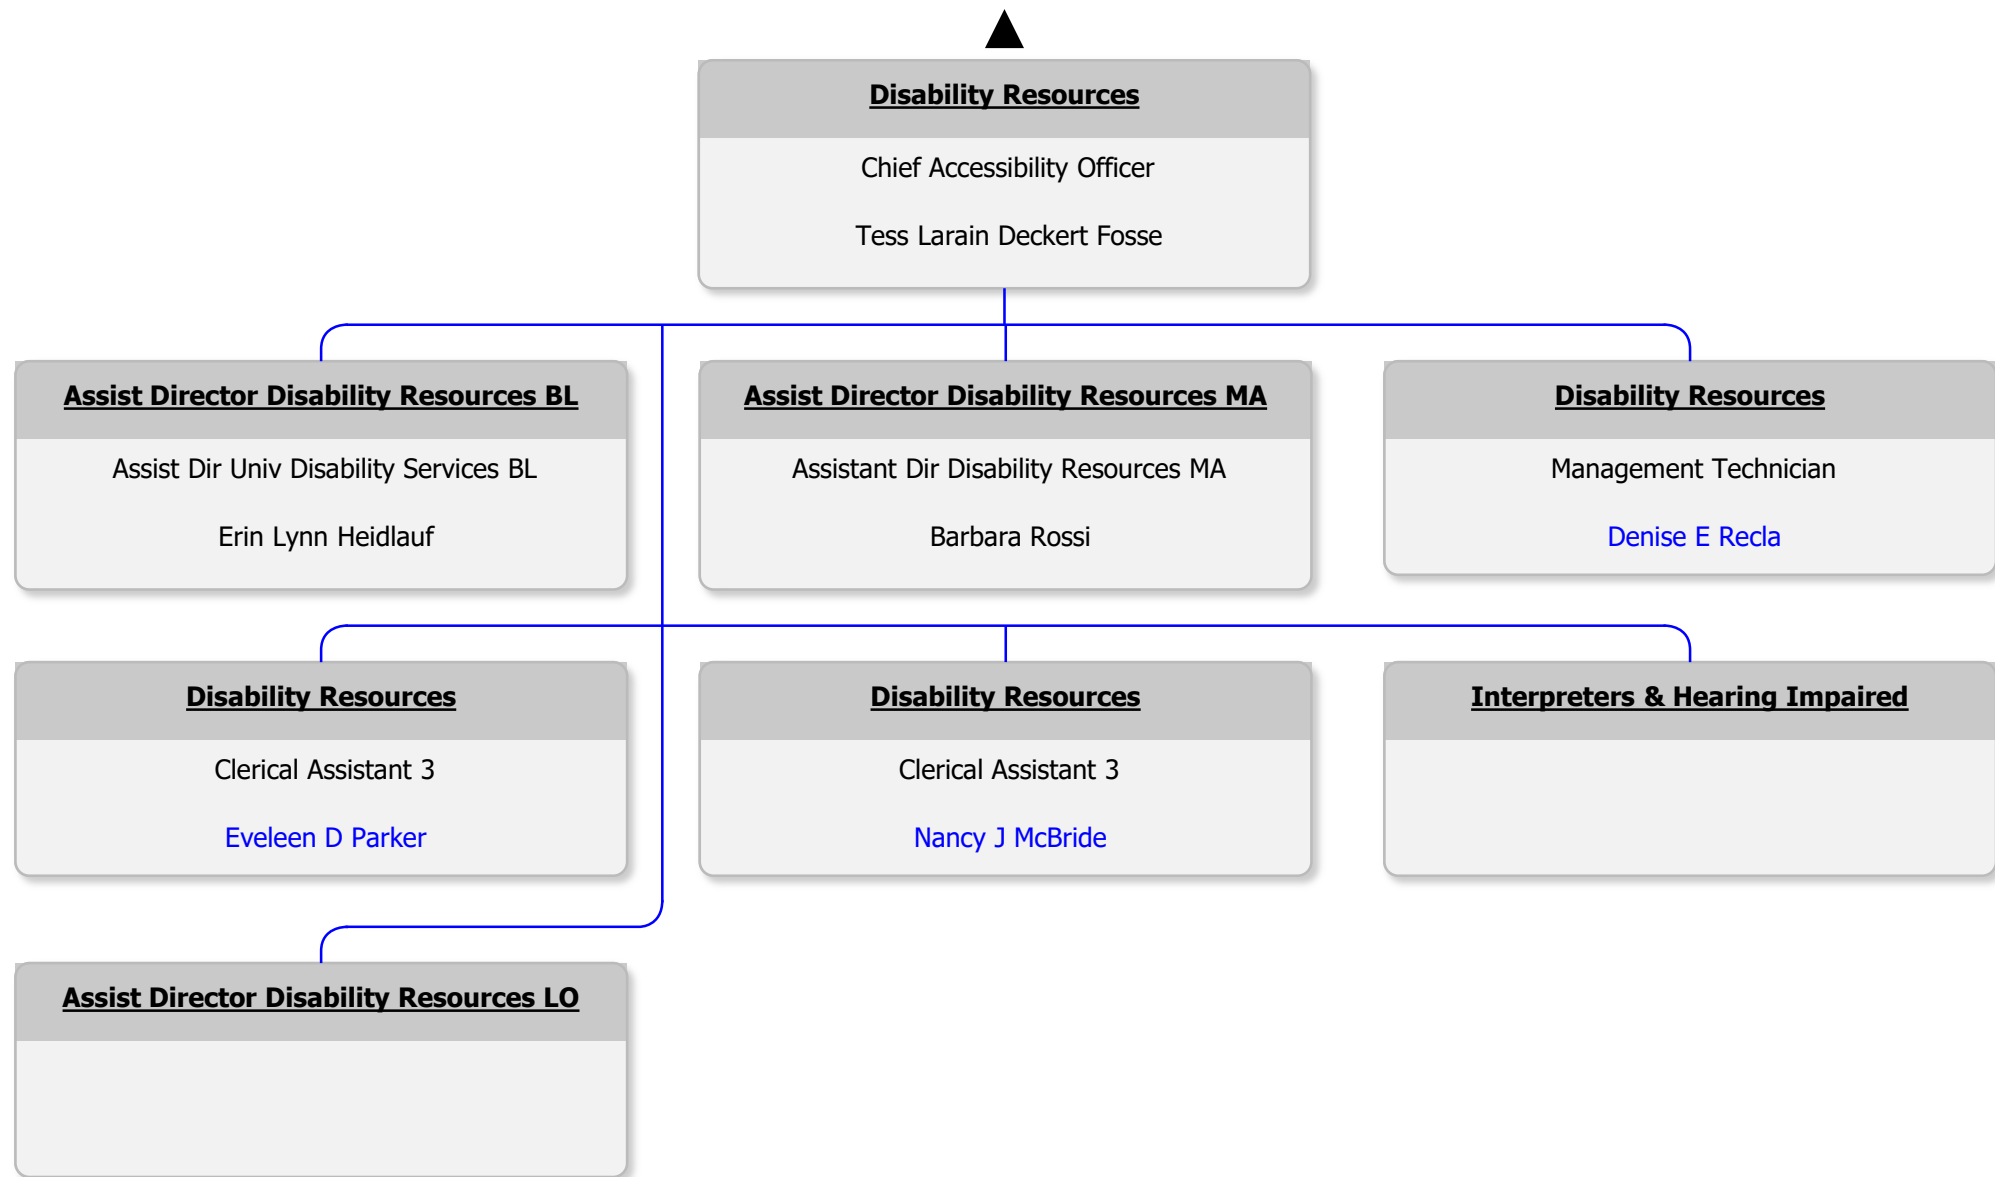 Disability Resources
Chief Accessibility Officer
Tess Larain Deckert Fosse
Assist Director Disability Resources BL
Assist Dir Univ Disability Services BL
Erin Lynn Heidlauf
Assist Director Disability Resources MA
Assistant Dir Disability Resources MA
Barbara Rossi
Disability Resources
Management Technician
Denise E Recla
Disability Resources
Clerical Assistant 3
Eveleen D Parker
Disability Resources
Clerical Assistant 3
Nancy J McBride
Interpreters & Hearing Impaired
Assist Director Disability Resources LO